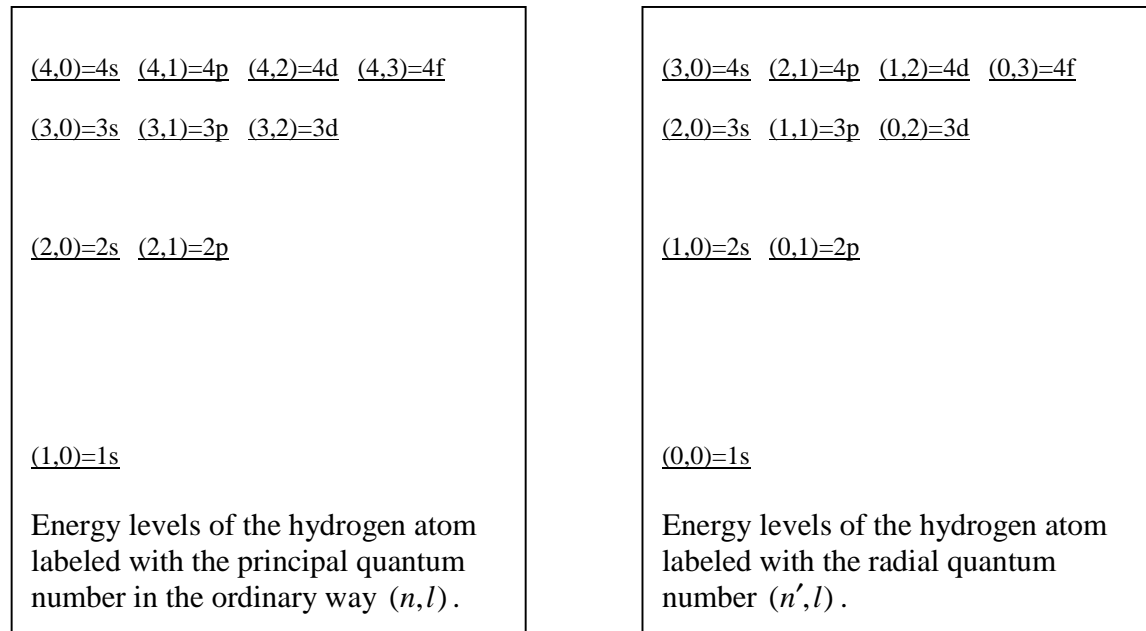 (4,0)=4s (4,1)=4p (4,2)=4d (4,3)=4f
(3,0)=3s (3,1)=3p (3,2)=3d
(2,0)=2s (2,1)=2p
(1,0)=1s
Energy levels of the hydrogen atom
labeled with the principal quantum
number in the ordinary way (n,l).
(3,0)=4s (2,1)=4p (1,2)=4d (0,3)=4f
(2,0)=3s (1,1)=3p (0,2)=3d
(1,0)=2s (0,1)=2p
(0,0)=1s
Energy levels of the hydrogen atom
labeled with the radial quantum
number (n′,l).